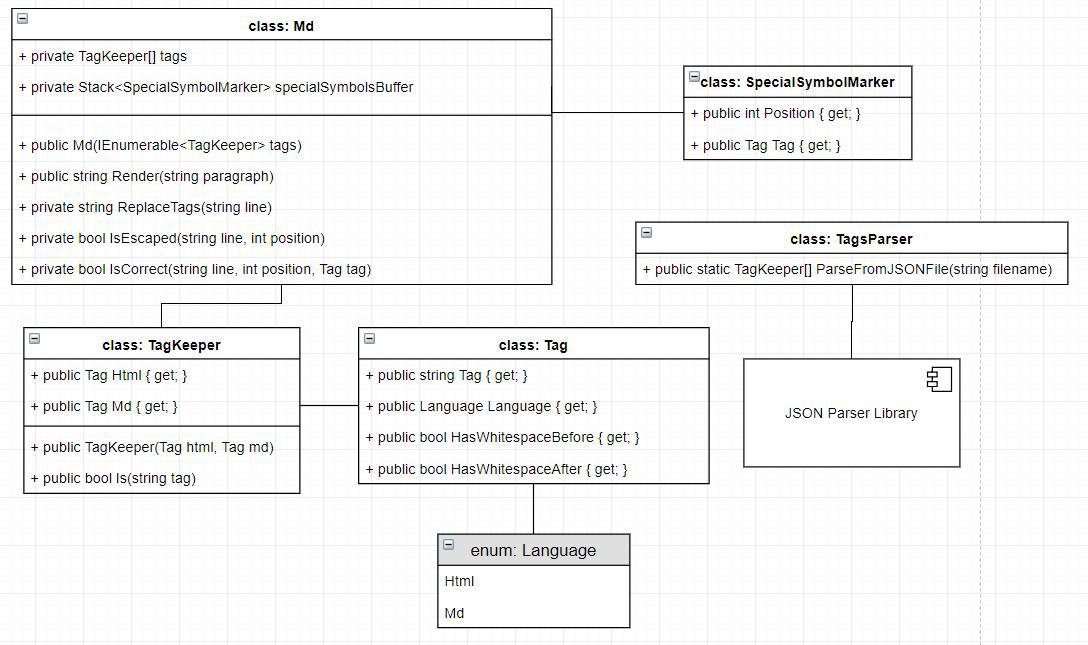 class: Md
+ private TagKeeper[] tags
+ private Stack<SpecialSymbolMarker> specialSymbolsBuffer
+ public Md(IEnumerable<TagKeeper> tags)
+ public string Render(string paragraph)
+ private string ReplaceTags(string line)
+ private bool IsEscaped(string line, int position)
+ private bool IsCorrect(string line, int position, Tag tag)
class: SpecialSymbolMarker
+ public int Position { get; }
+ public Tag Tag { get; }
class: TagsParser
+ public static TagKeeper[] ParseFromJSONFile(string filename)
class: TagKeeper
+ public Tag Html { get; }
+ public Tag Md { get; }
+ public TagKeeper(Tag html, Tag md)
+ public bool Is(string tag)
class: Tag
+ public string Tag { get; }
+ public Language Language { get; }
+ public bool HasWhitespaceBefore { get; }
+ public bool HasWhitespaceAfter { get; }
JSON Parser Library
enum: Language
Html
Md